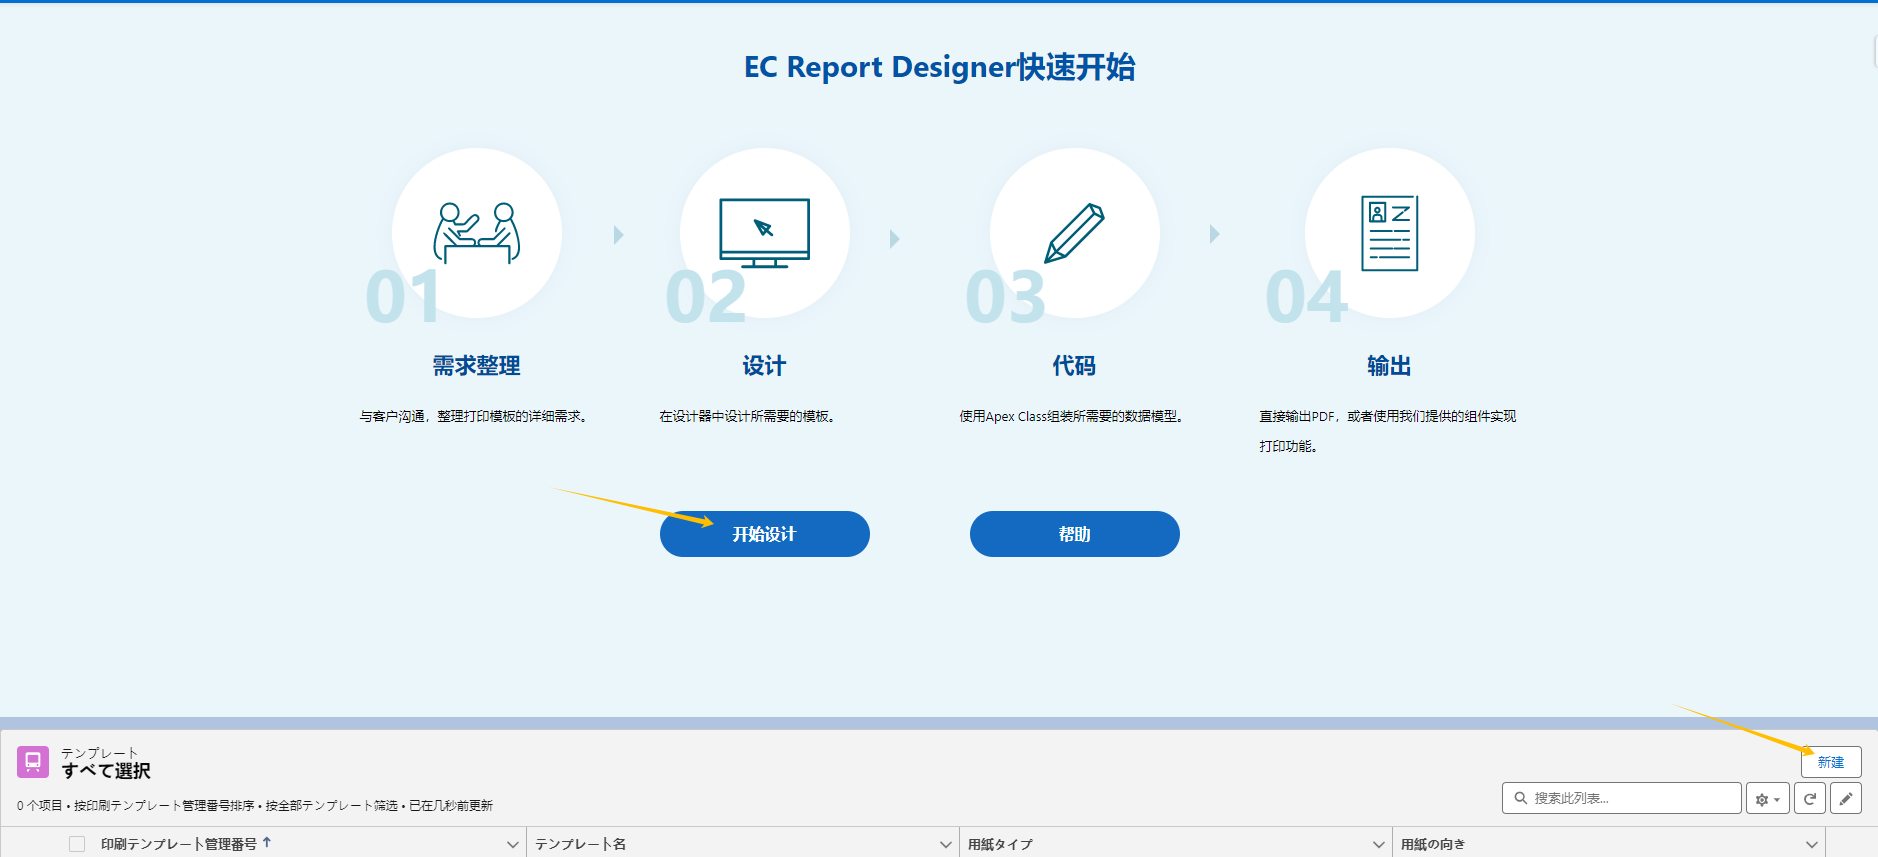 EC Report Designer快速开始
01
02
03
04
需求整理
设计
代码
输出
与客户沟通，整理打印模板的详细需求。
在设计器中设计所需要的模板。
使用Apex Class组装所需要的数据模型。
直接输出PDF，或者使用我们提供的组件实现
打印功能。
开始设计
帮助
テンプレート
すべて選択
新建
0 个项目 • 按印刷テンプレート管理番号排序 • 按全部テンプレート筛选 • 已在几秒前更新
搜索此列表...
印刷テンプレート管理番号 ↑
テンプレート名
用紙タイプ
用紙の向き